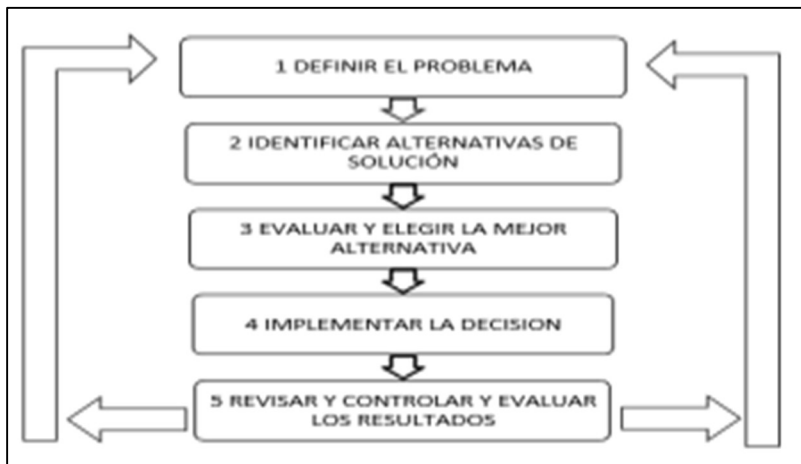 1 DEFINIR EL PROBLEMA
2 IDENTIFICAR ALTERNATIVAS DE
SOLUCIÓN
3 EVALUAR Y ELEGIR LA MEJOR
ALTERNATIVA
4 IMPLEMENTAR LA DECISION
5 REVISAR Y CONTROLAR Y EVALUAR
LOS RESULTADOS